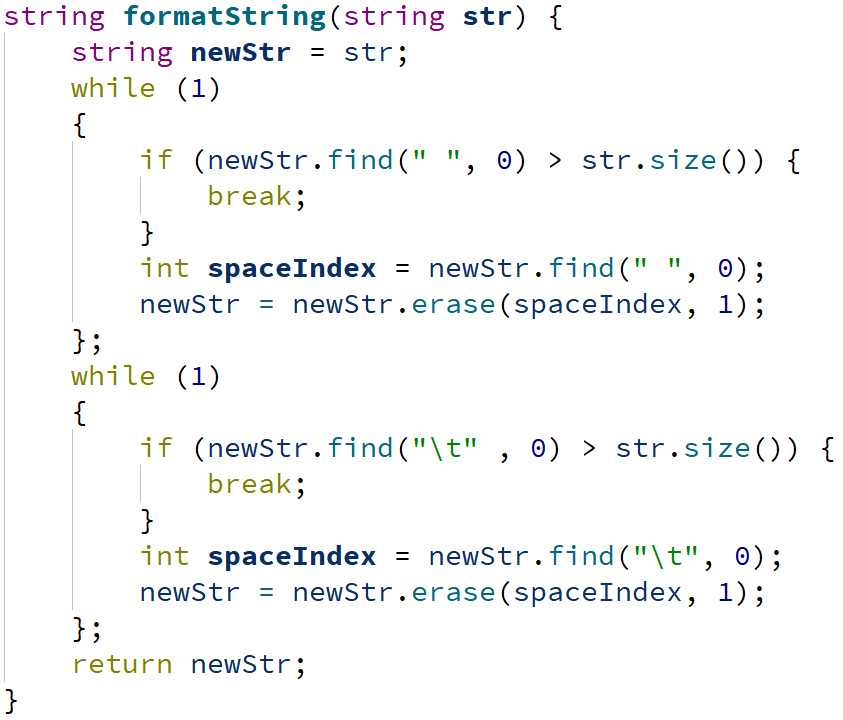 string formatString(string str) {
    string newStr = str;
    while (1)
    {
        if (newStr.find(" ", 0) > str.size()) {
            break;
        }
        int spaceIndex = newStr.find(" ", 0);
        newStr = newStr.erase(spaceIndex, 1);
    };
    while (1)
    {
        if (newStr.find("\t" , 0) > str.size()) {
            break;
        }
        int spaceIndex = newStr.find("\t", 0);
        newStr = newStr.erase(spaceIndex, 1);
    };
    return newStr;
}